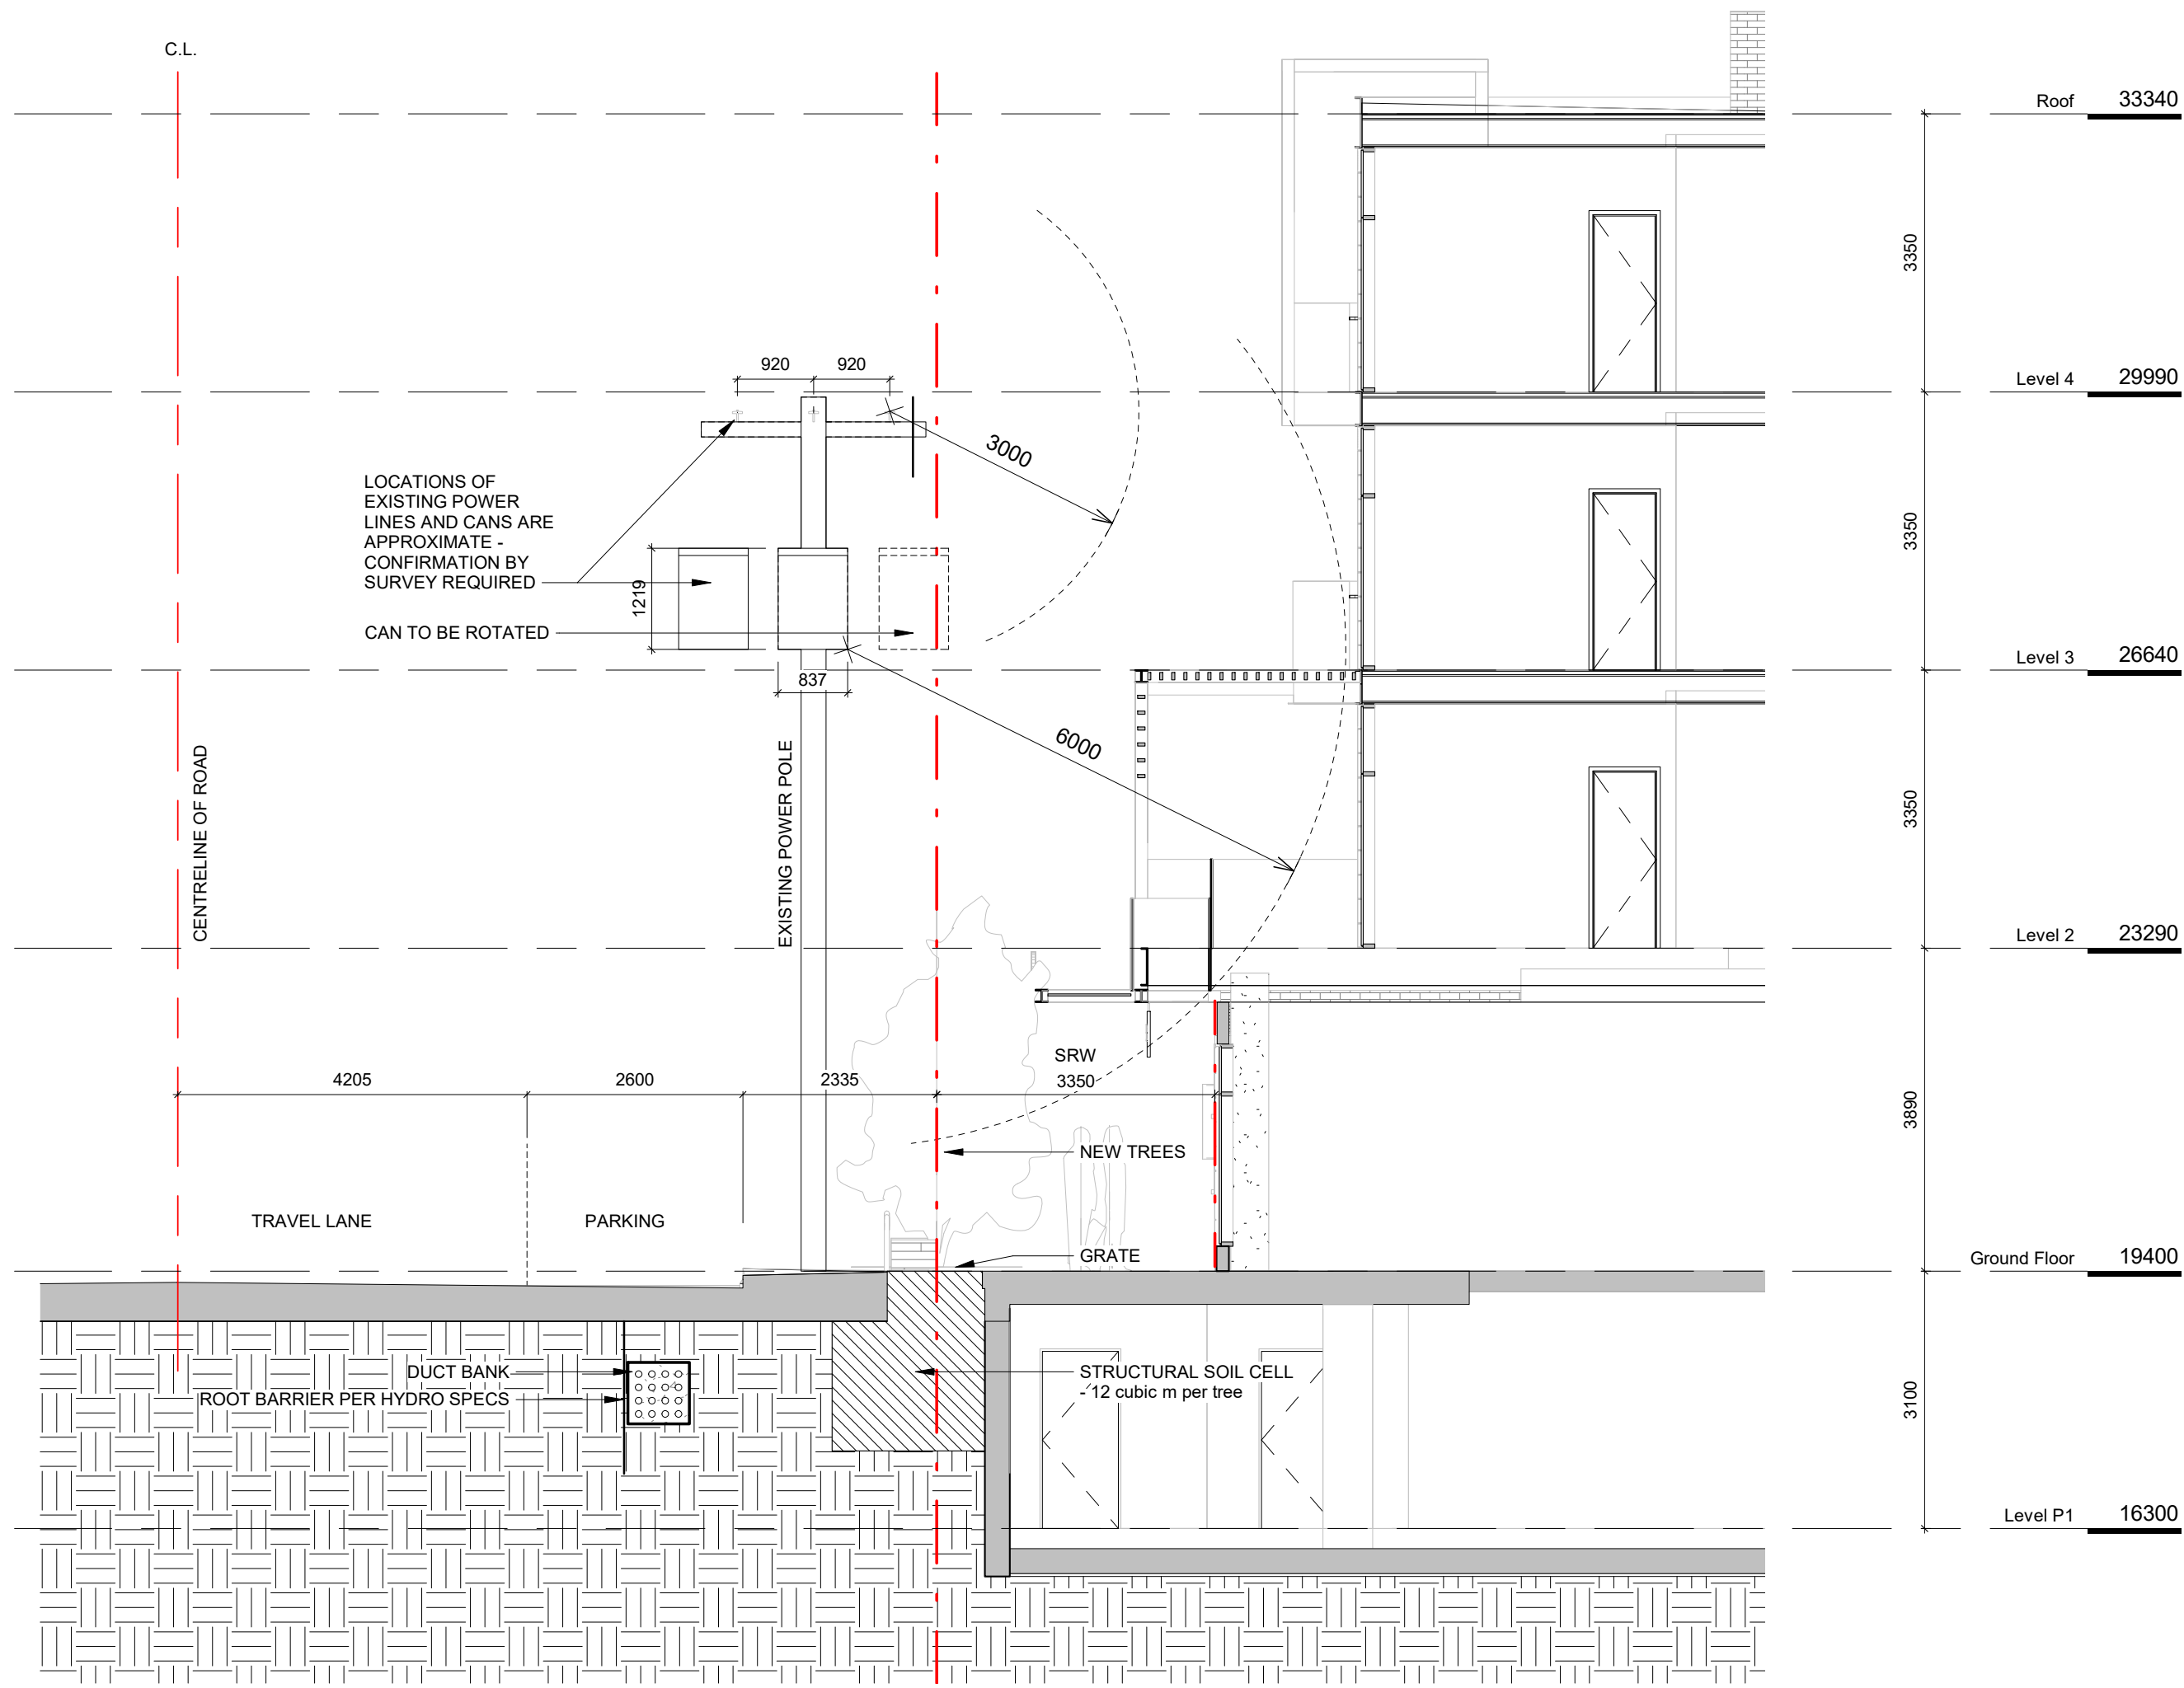 C.L.
Roof 33340
3350
920 920
Level 4 29990
3000
LOCATIONS OF
EXISTING POWER
LINES AND CANS ARE
APPROXIMATE -
CONFIRMATION BY
SURVEY REQUIRED
1219
3350
CAN TO BE ROTATED
Level 3 26640
837
6000
CENTRELINE OF ROAD
EXISTING POWER POLE
3350
Level 2 23290
SRW
4205 2600 2335 3350
3890
NEW TREES
TRAVEL LANE PARKING
GRATE
Ground Floor 19400
DUCT BANK
ROOT BARRIER PER HYDRO SPECS
STRUCTURAL SOIL CELL
- 12 cubic m per tree
3100
Level P1 16300